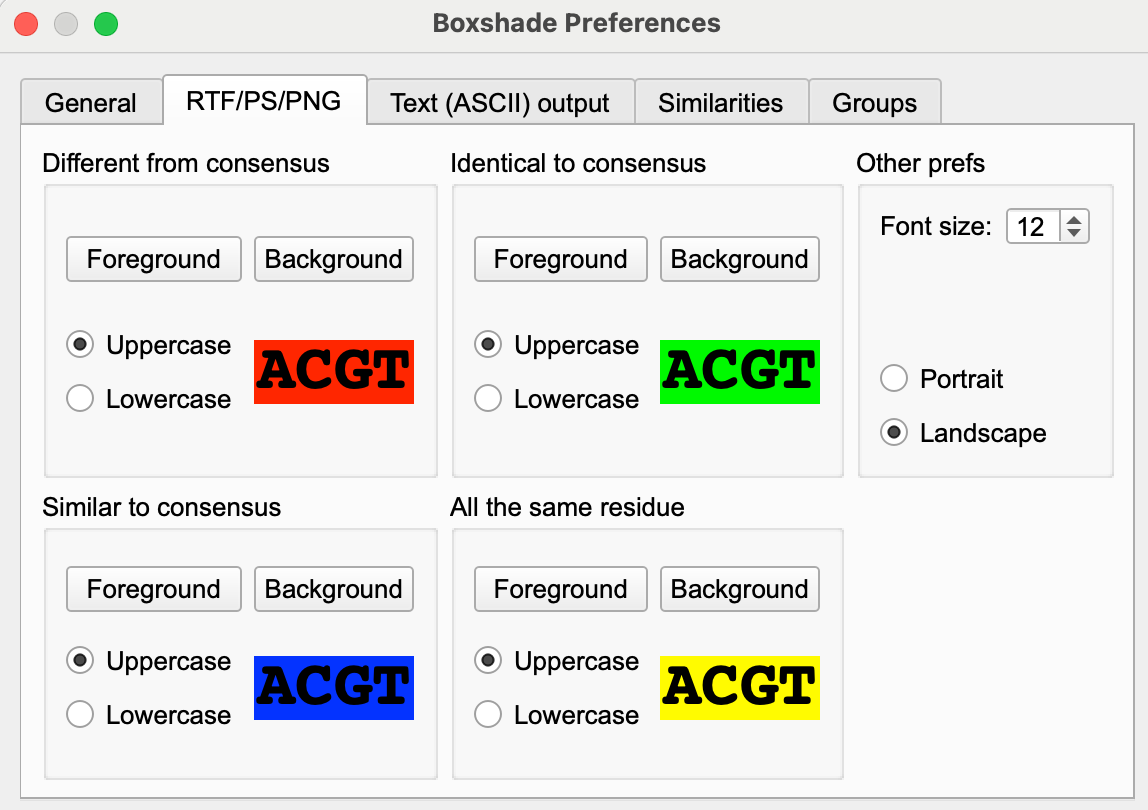 Boxshade Preferences
General RTF/PS/PNG Text (ASCII) output Similarities Groups
Different from consensus
Foreground Background
Uppercase
Lowercase
ACGT
Identical to consensus
Foreground Background
Uppercase
Lowercase
ACGT
Other prefs
Font size: 12
Portrait
Landscape
Similar to consensus
Foreground Background
Uppercase
Lowercase
ACGT
All the same residue
Foreground Background
Uppercase
Lowercase
ACGT